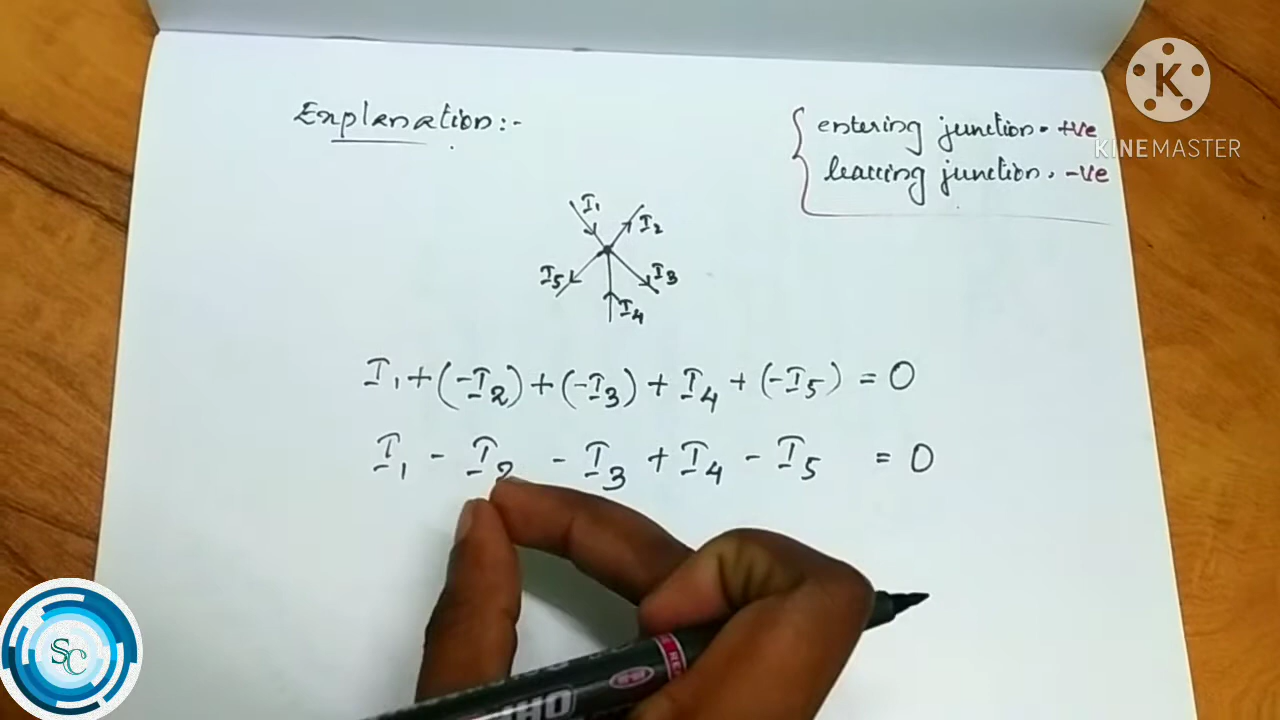 Explanation:-
entering junction. +ve
leaving junction. -ve
KINEMASTER
K
I1
I2
I5
I3
I4
I1 + (-I2) + (-I3) + I4 + (-I5) = 0
I1 - I2 - I3 + I4 - I5 = 0
SC
RE